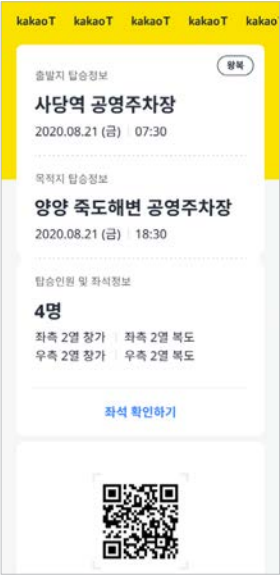 kakaoT kakaoT kakaoT kakaoT kakao
왕복
출발지 탑승정보
사당역 공영주차장
2020.08.21 (금) 07:30
목적지 탑승정보
양양 죽도해변 공영주차장
2020.08.21 (금) 18:30
탑승인원 및 좌석정보
4명
좌측 2열 창가 좌측 2열 복도
우측 2열 창가 우측 2열 복도
좌석 확인하기